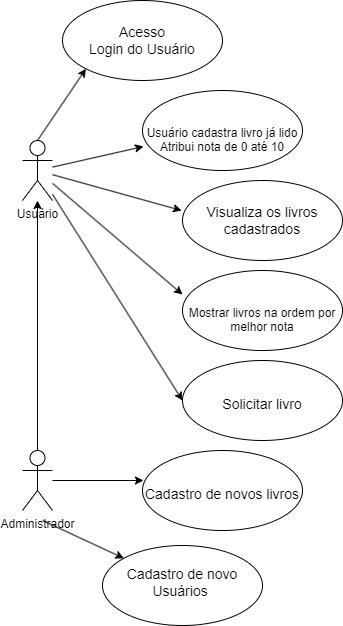 Acesso
Login do Usuário
Usuário cadastra livro já lido
Atribui nota de 0 até 10
Usuário
Visualiza os livros
cadastrados
Mostrar livros na ordem por
melhor nota
Solicitar livro
Cadastro de novos livros
Administrador
Cadastro de novo
Usuários